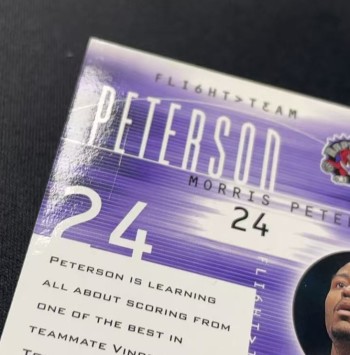 FLIGHT>TEAM
PETERSON
MORRIS PETE
24
24
FLIGHT>
PETERSON IS LEARNING
ALL ABOUT SCORING FROM
ONE OF THE BEST IN
TEAMMATE VINC